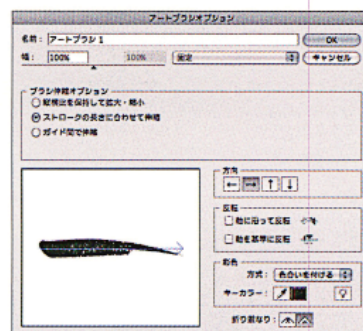 アートブラシオプション
名前：アートブラシ 1
OK
幅：100% 100% 固定
キャンセル
ブラシ伸縮オプション
縦横比を保持して拡大・縮小
ストロークの長さに合わせて伸縮
ガイド間で伸縮
方向
← → ↑ ↓
反転
軸に沿って反転
軸を基準に反転
彩色
方式：色合いを付ける
キーカラー：
折り重なり：